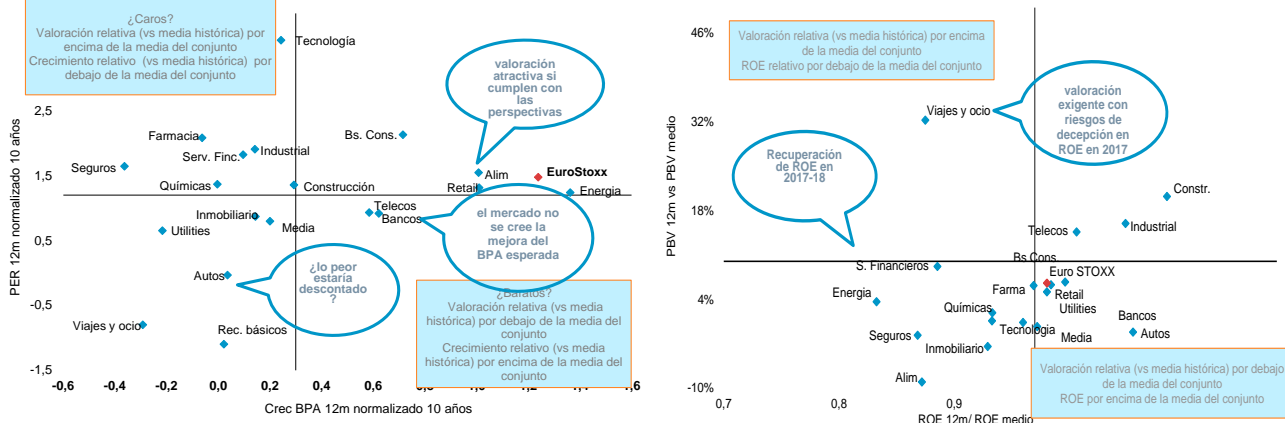 ¿Caros?
Valoración relativa (vs media histórica) por
encima de la media del conjunto
Crecimiento relativo (vs media histórica) por
debajo de la media del conjunto
Tecnología
valoración
atractiva si
cumplen con
las
perspectivas
2,5
1,5
0,5
-0,5
-1,5
PER 12m normalizado 10 años
Farmacia
Serv. Finc.
Industrial
Bs. Cons.
Seguros
Químicas
Construcción
Alim
Retail
EuroStoxx
Energia
Telecos
Bancos
Inmobiliario
Media
Utilities
Autos
el mercado no
se cree la
mejora del
BPA esperada
¿lo peor
estaría
descontado
?
Viajes y ocio
Rec. básicos
¿Baratos?
Valoración relativa (vs media
histórica) por debajo de la media del
conjunto
Crecimiento relativo (vs media
histórica) por encima de la media del
conjunto
-0,6
-0,4
-0,2
0,0
0,2
0,4
0,6
0,8
1,0
1,2
1,4
1,6
Crec BPA 12m normalizado 10 años
46%
32%
18%
4%
-10%
PBV 12m vs PBV medio
Valoración relativa (vs media histórica) por encima
de la media del conjunto
ROE relativo por debajo de la media del conjunto
Viajes y ocio
valoración
exigente con
riesgos de
decepción en
ROE en 2017
Recuperación
de ROE en
2017-18
Constr.
Industrial
Telecos
Bs Cons
S. Financieros
Euro STOXX
Energia
Farma
Retail
Utilities
Químicas
Tecnología
Media
Bancos
Autos
Seguros
Inmobiliario
Alim
Valoración relativa (vs media histórica) por debajo
de la media del conjunto
ROE por encima de la media del conjunto
0,7
0,8
0,9
ROE 12m/ ROE medio